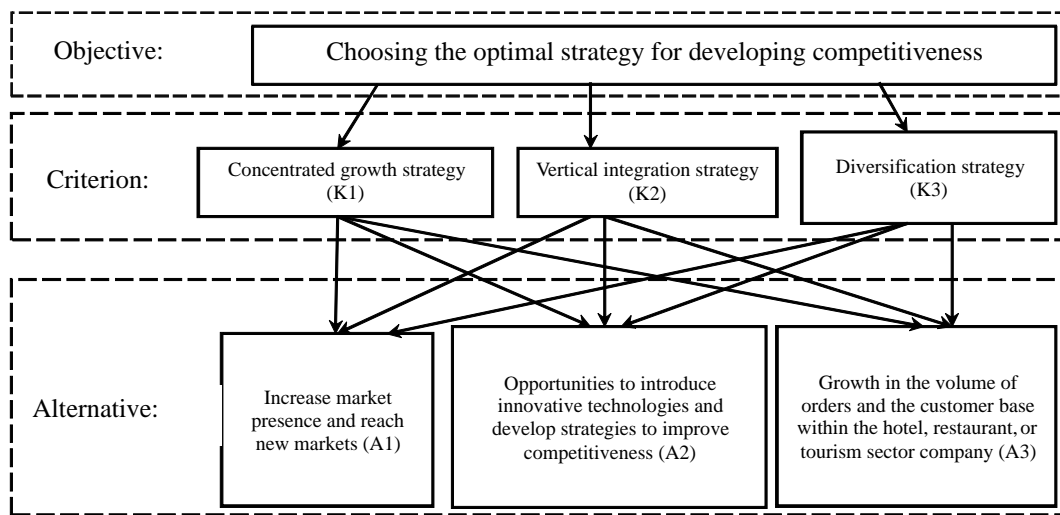 Objective:
Choosing the optimal strategy for developing competitiveness
Criterion:
Concentrated growth strategy
(K1)
Vertical integration strategy
(K2)
Diversification strategy
(K3)
Alternative:
Increase market
presence and reach
new markets (A1)
Opportunities to introduce
innovative technologies and
develop strategies to improve
competitiveness (A2)
Growth in the volume of
orders and the customer base
within the hotel, restaurant, or
tourism sector company (A3)